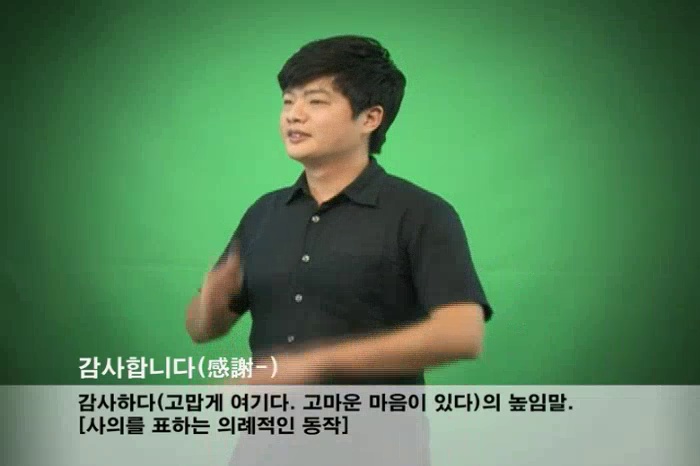 감사합니다(感謝-)
감사하다(고맙게 여기다. 고마운 마음이 있다)의 높임말.
[사의를 표하는 의례적인 동작]